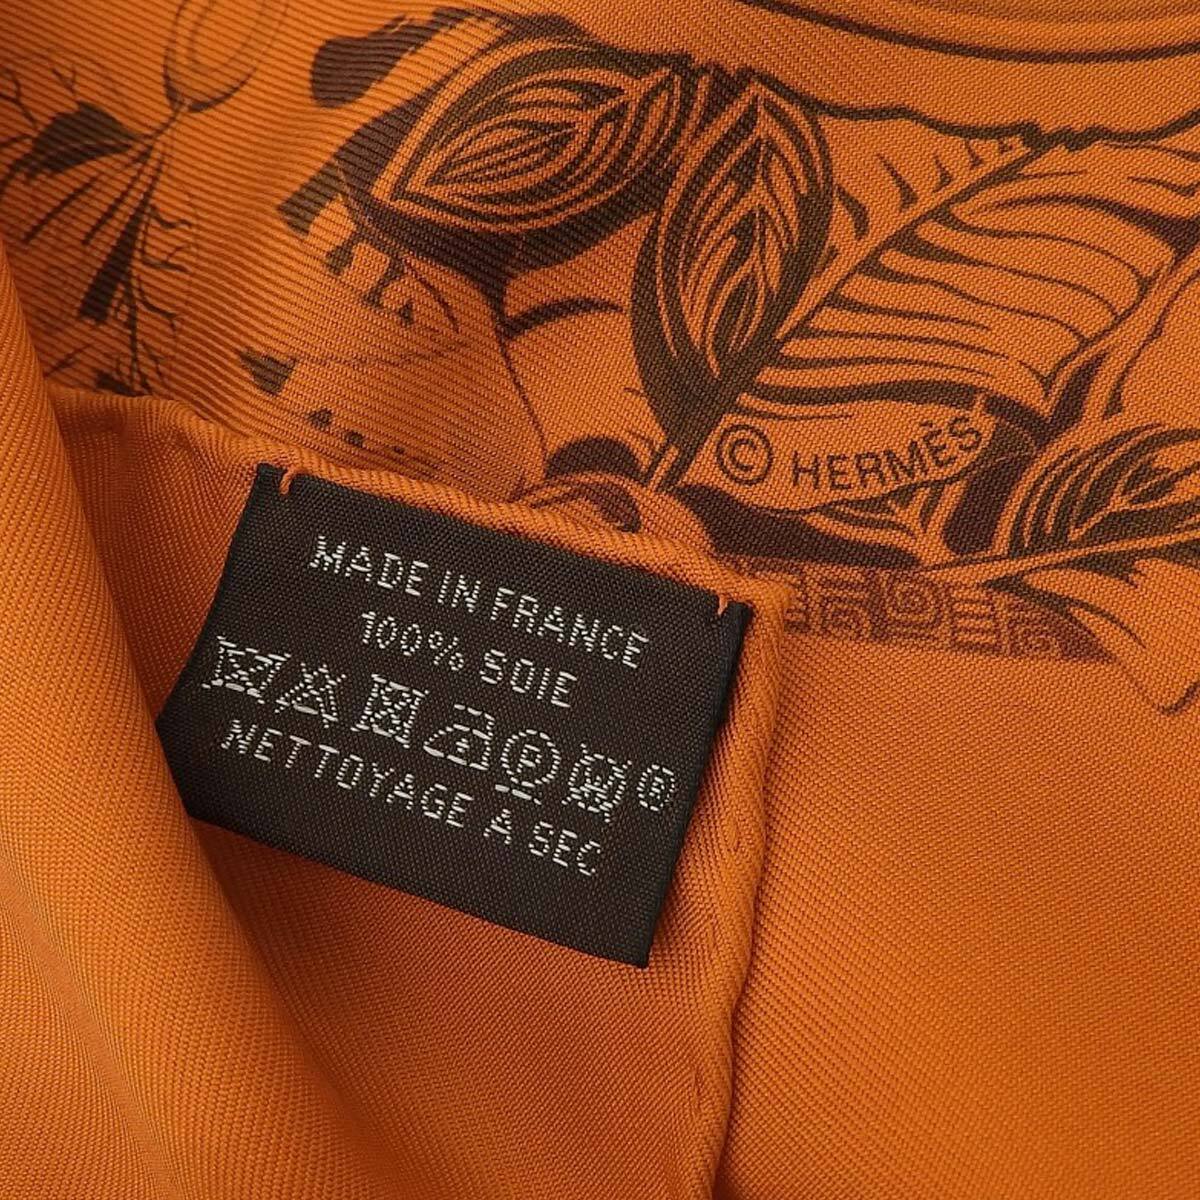 © HERMÈS
MADE IN FRANCE
100% SOIE
P ®
NETTOYAGE A SEC